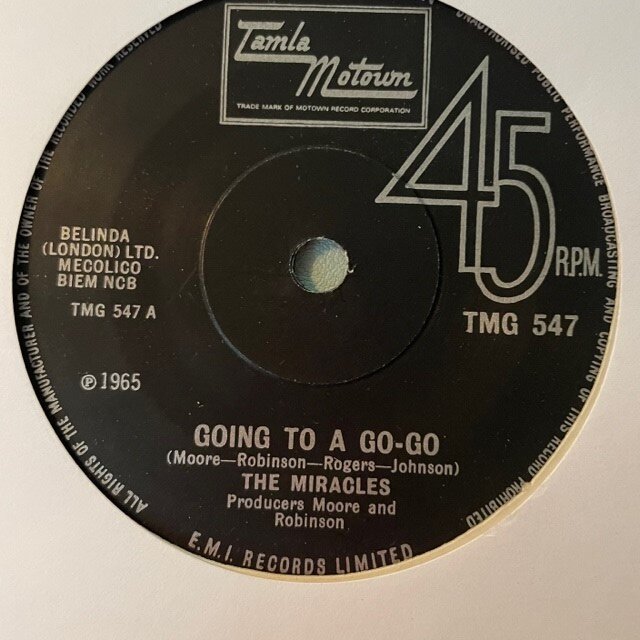 Tamla
Motown
TRADE MARK OF MOTOWN RECORD CORPORATION
45
R.P.M.
TMG 547
BELINDA
(LONDON) LTD.
MECOLICO
BIEM NCB
TMG 547 A
℗ 1965
GOING TO A GO-GO
(Moore—Robinson—Rogers—Johnson)
THE MIRACLES
Producers Moore and
Robinson
E.M.I. RECORDS LIMITED
ALL RIGHTS OF THE MANUFACTURER AND OF THE OWNER OF THE RECORDED WORK RESERVED
UNAUTHORISED PUBLIC PERFORMANCE BROADCASTING AND COPYING OF THIS RECORD PROHIBITED